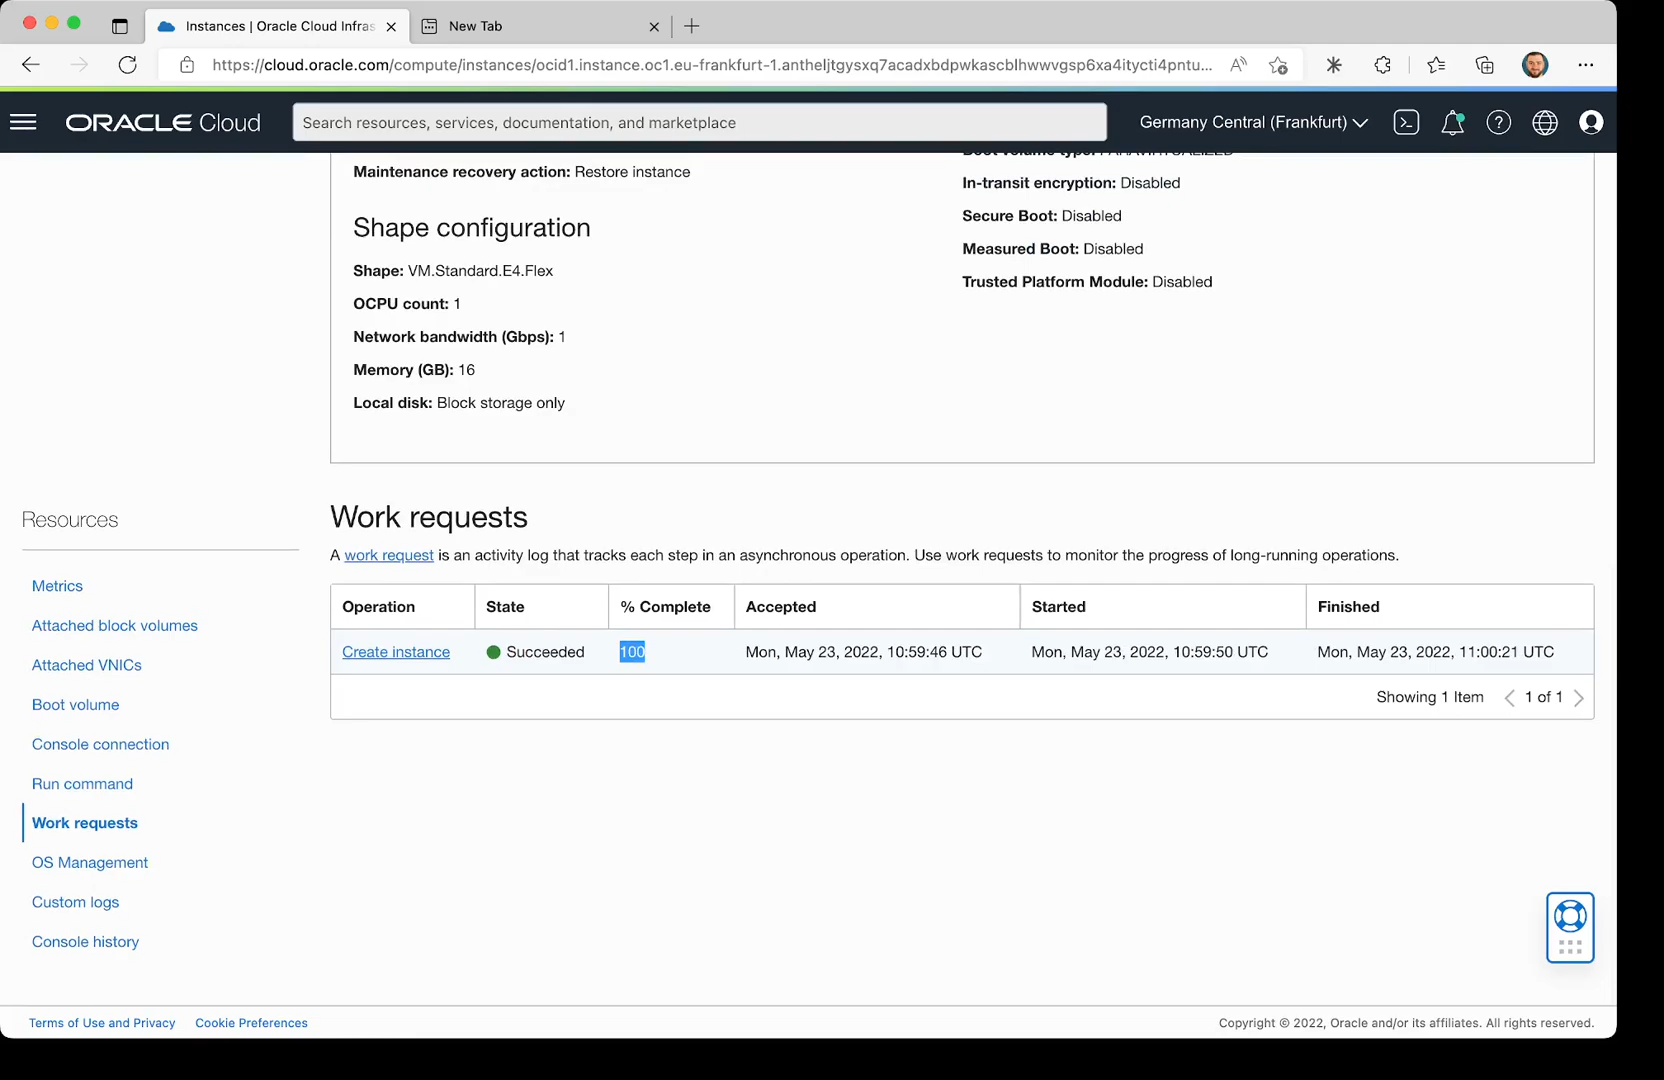 Instances | Oracle Cloud Infras
New Tab
https://cloud.oracle.com/compute/instances/ocid1.instance.oc1.eu-frankfurt-1.antheljtgysxq7acadxbdpwkascblhwwvgsp6xa4itycti4pntu...
ORACLE Cloud
Search resources, services, documentation, and marketplace
Germany Central (Frankfurt)
Boot volume type: PARAVIRTUALIZED
Maintenance recovery action: Restore instance
In-transit encryption: Disabled
Shape configuration
Secure Boot: Disabled
Measured Boot: Disabled
Shape: VM.Standard.E4.Flex
Trusted Platform Module: Disabled
OCPU count: 1
Network bandwidth (Gbps): 1
Memory (GB): 16
Local disk: Block storage only
Resources
Metrics
Attached block volumes
Attached VNICs
Boot volume
Console connection
Run command
Work requests
OS Management
Custom logs
Console history
Work requests
A work request is an activity log that tracks each step in an asynchronous operation. Use work requests to monitor the progress of long-running operations.
Operation State % Complete Accepted Started Finished
Create instance Succeeded 100 Mon, May 23, 2022, 10:59:46 UTC Mon, May 23, 2022, 10:59:50 UTC Mon, May 23, 2022, 11:00:21 UTC
Showing 1 Item < 1 of 1 >
Terms of Use and Privacy Cookie Preferences
Copyright © 2022, Oracle and/or its affiliates. All rights reserved.